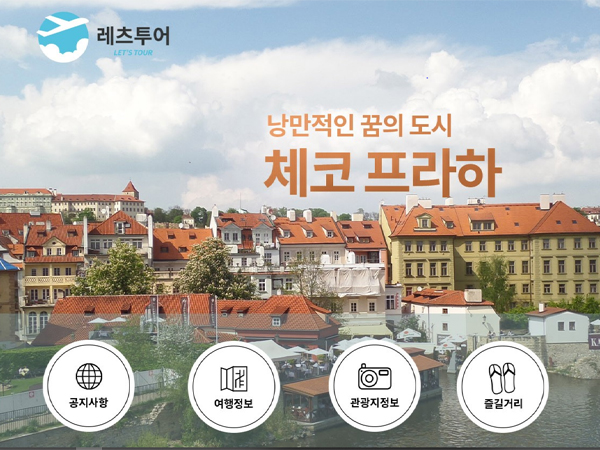 레츠투어
LET'S TOUR
낭만적인 꿈의 도시
체코 프라하
공지사항
여행정보
관광지정보
즐길거리